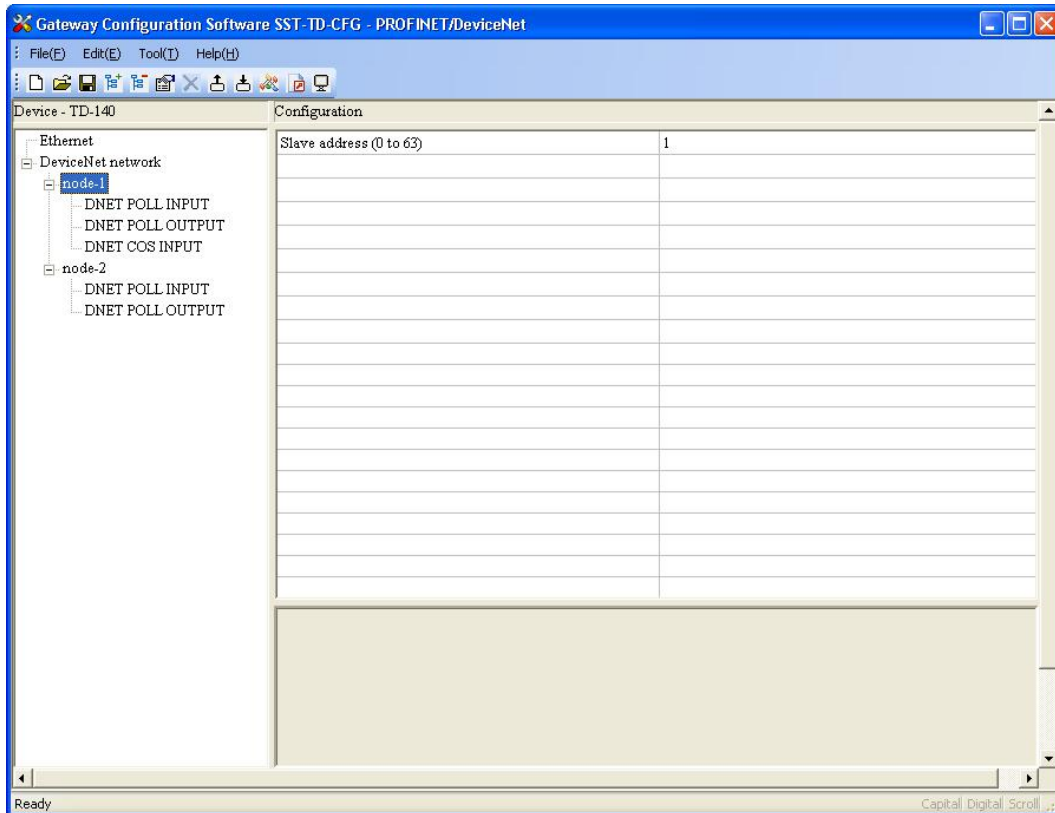 Gateway Configuration Software SST-TD-CFG - PROFINET/DeviceNet
File(F) Edit(E) Tool(T) Help(H)
Device - TD-140
Configuration
Ethernet
DeviceNet network
node-1
DNET POLL INPUT
DNET POLL OUTPUT
DNET COS INPUT
node-2
DNET POLL INPUT
DNET POLL OUTPUT
Slave address (0 to 63) 1
Ready
Capital Digital Scroll